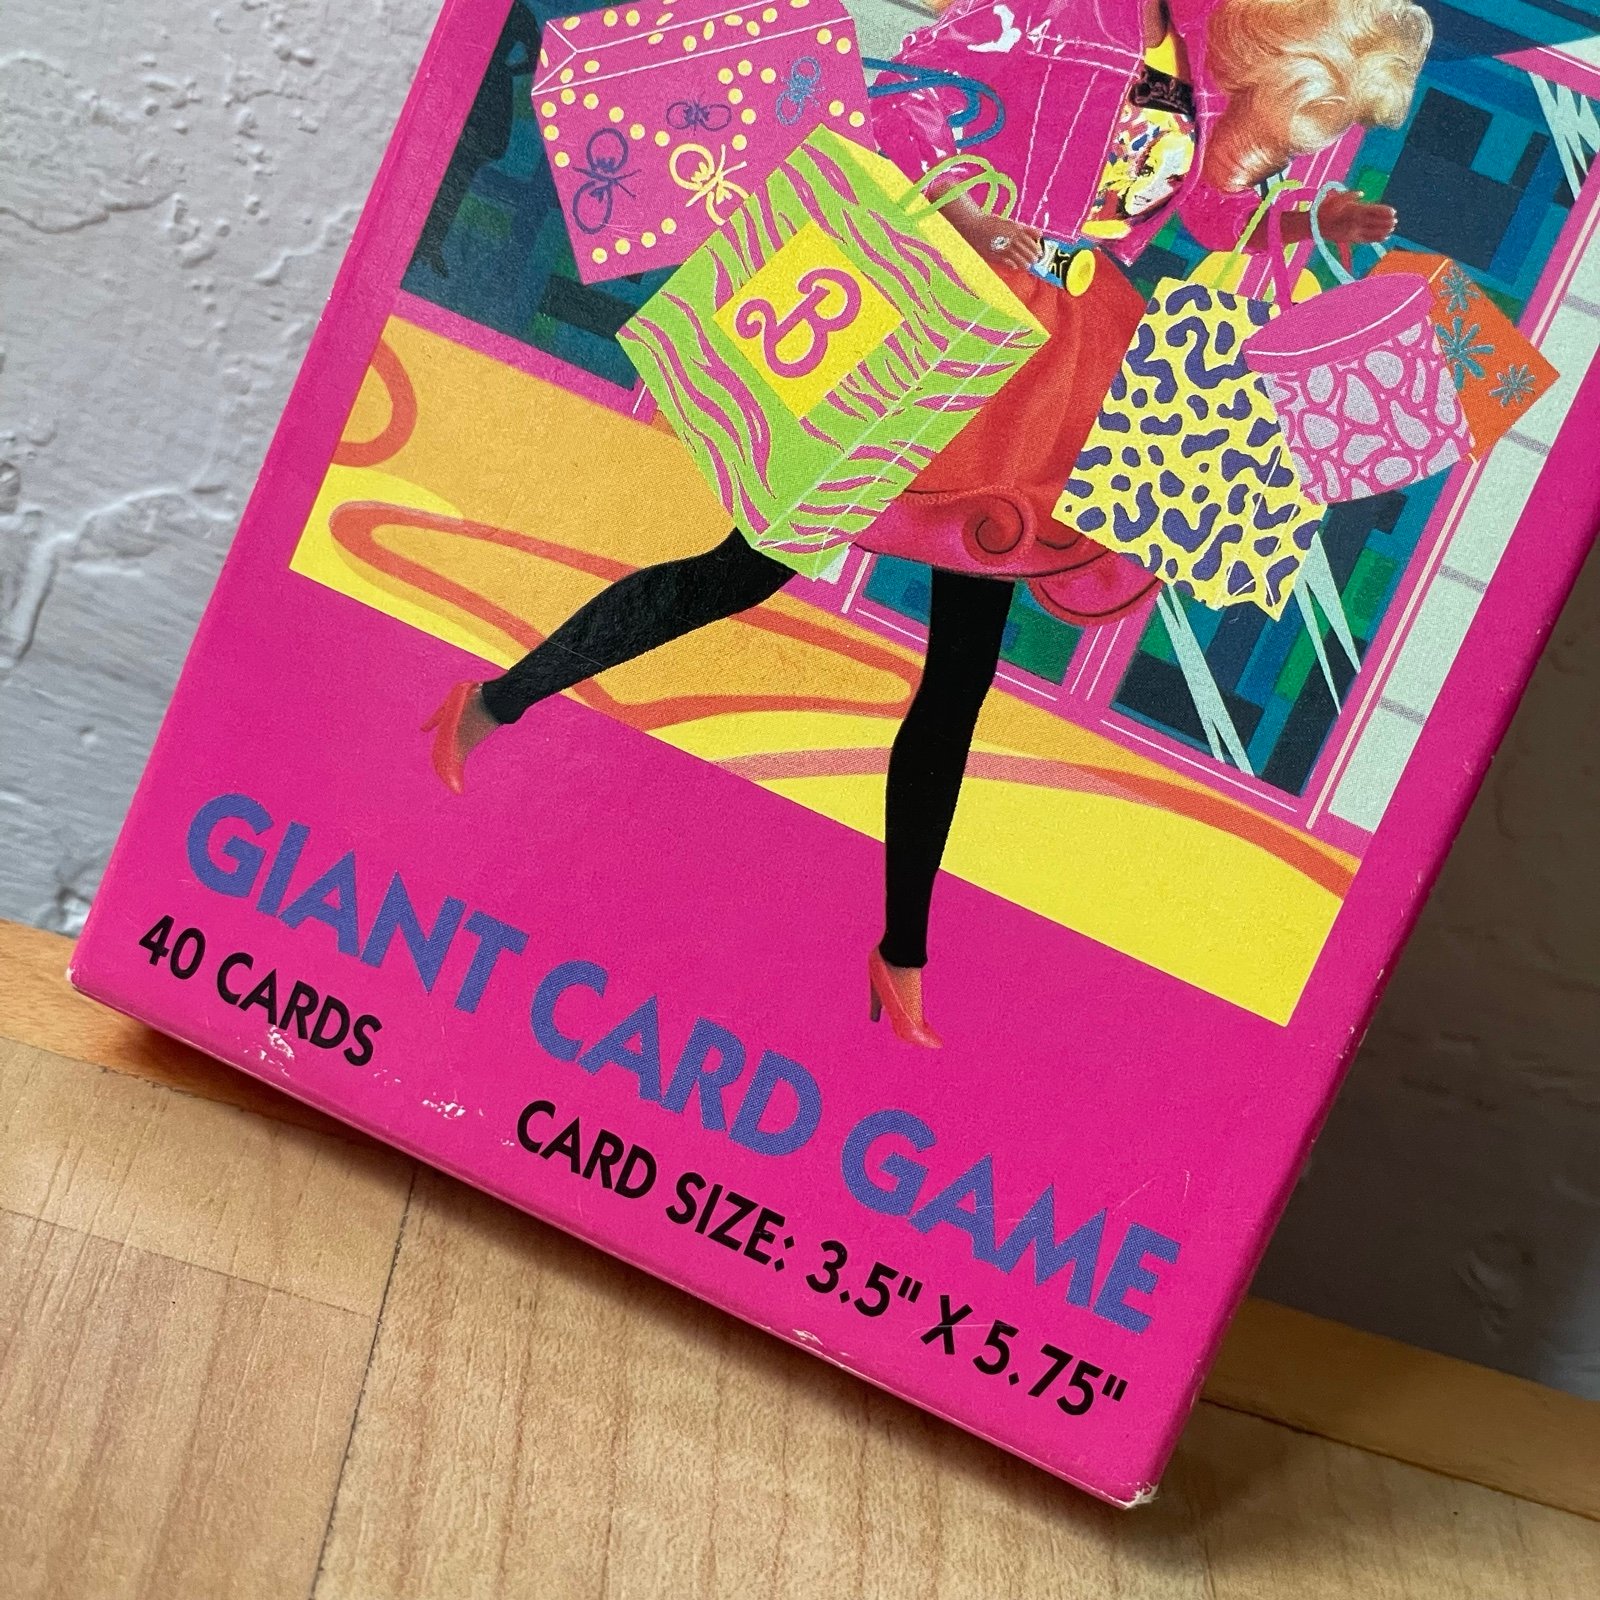 GIANT CARD GAME
40 CARDS
CARD SIZE: 3.5" X 5.75"